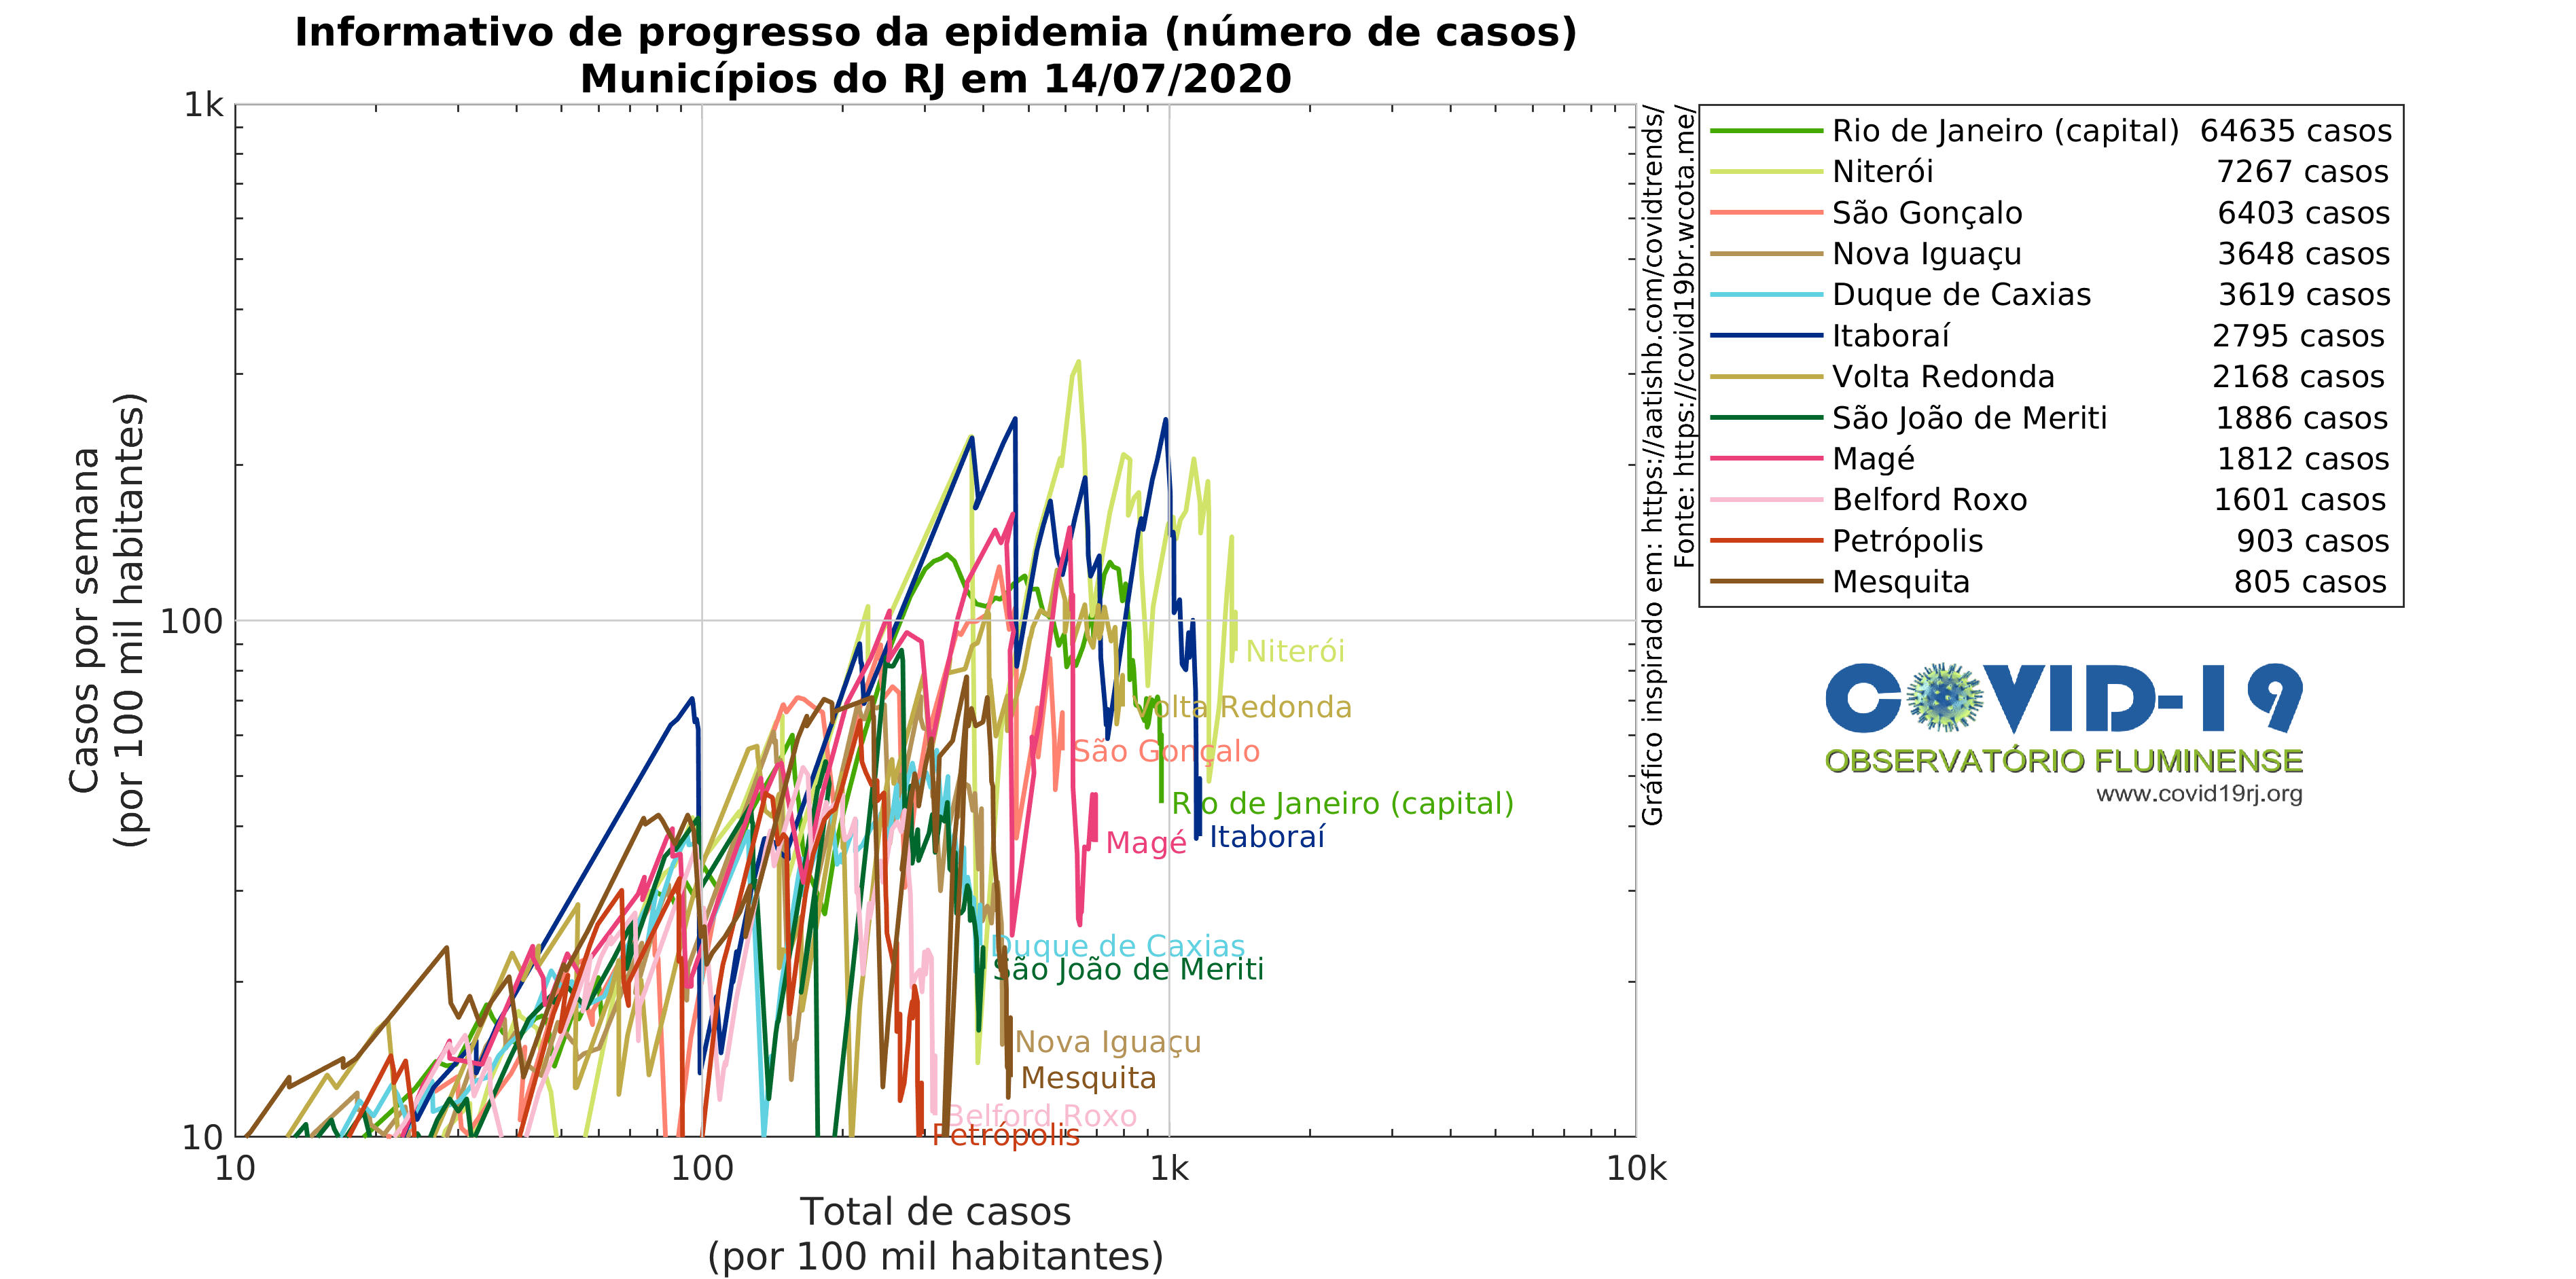 Informativo de progresso da epidemia (número de casos)
Municípios do RJ em 14/07/2020
Casos por semana
(por 100 mil habitantes)
1k
100
10
10
100
1k
10k
Total de casos
(por 100 mil habitantes)
Niterói
Volta Redonda
São Gonçalo
Rio de Janeiro (capital)
Itaboraí
Magé
Duque de Caxias
São João de Meriti
Nova Iguaçu
Mesquita
Belford Roxo
Petrópolis
Gráfico inspirado em: https://aatishb.com/covidtrends/
Fonte: https://covid19br.wcota.me/
Rio de Janeiro (capital) 64635 casos
Niterói 7267 casos
São Gonçalo 6403 casos
Nova Iguaçu 3648 casos
Duque de Caxias 3619 casos
Itaboraí 2795 casos
Volta Redonda 2168 casos
São João de Meriti 1886 casos
Magé 1812 casos
Belford Roxo 1601 casos
Petrópolis 903 casos
Mesquita 805 casos
COVID-19
OBSERVATÓRIO FLUMINENSE
www.covid19rj.org